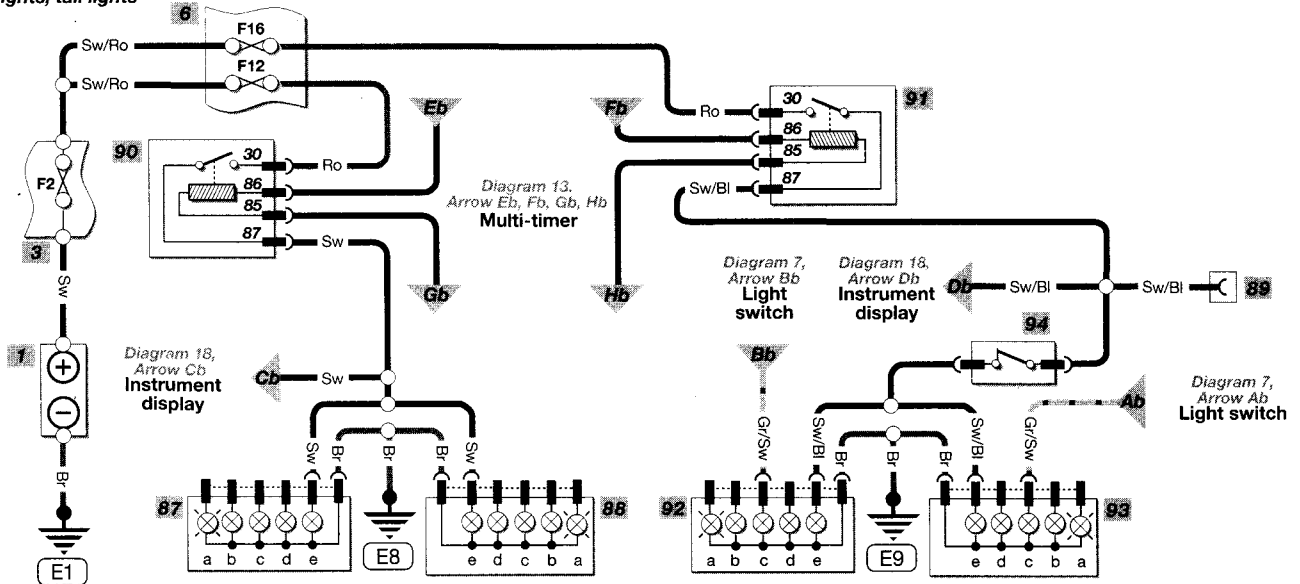 lights, tail lights
6
F16
Sw/Ro
F12
Sw/Ro
Eb
Fb
30
Ro
91
86
85
87
Sw/Bl
90
F2
30
Ro
86
85
87
Sw
Diagram 13,
Arrow Eb, Fb, Gb, Hb
Multi-timer
3
Sw
Gb
Hb
Diagram 7,
Arrow Bb
Light
switch
Diagram 18,
Arrow Db
Instrument
display
Db
Sw/Bl
Sw/Bl
89
94
1
+
−
Diagram 18,
Arrow Cb
Instrument
display
Cb
Sw
Bb
Ab
Diagram 7,
Arrow Ab
Light switch
Br
Sw
Br
Br
Br
Sw
Gr/Sw
Sw/Bl
Br
Br
Br
Sw/Bl
Gr/Sw
87
88
92
93
a b c d e
e d c b a
a b c d e
e d c b a
E1
E8
E9